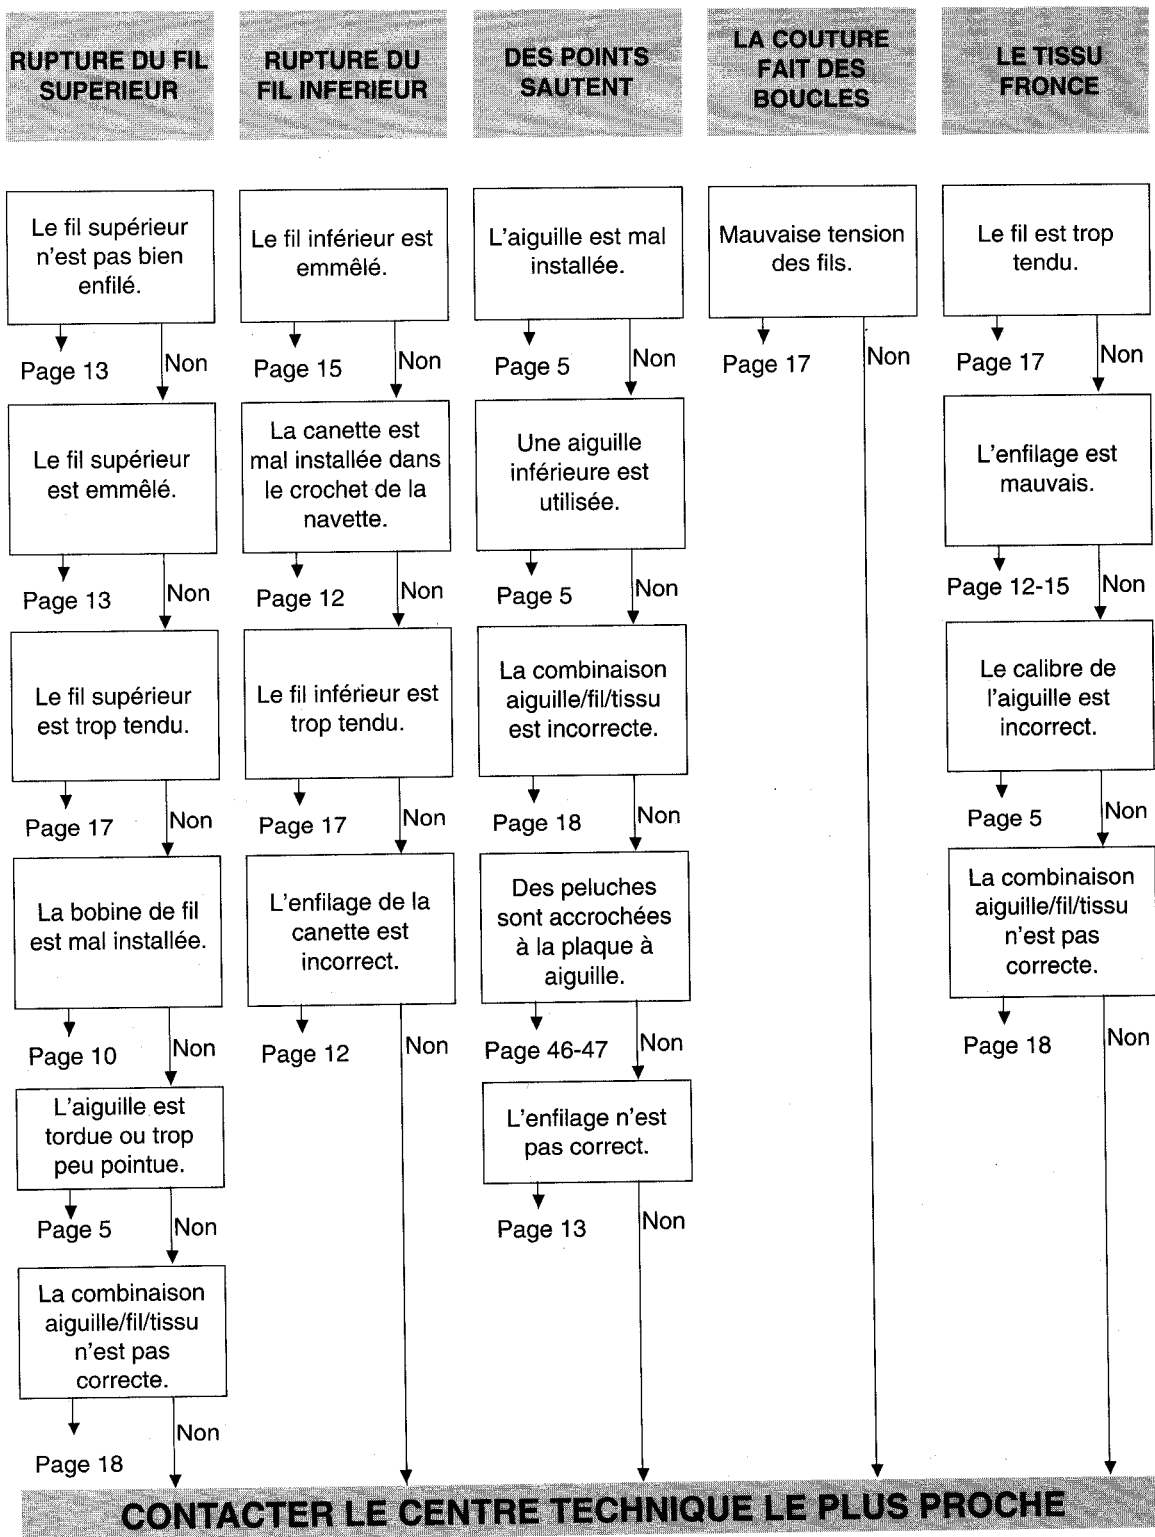 RUPTURE DU FIL
SUPERIEUR
Le fil supérieur
n'est pas bien
enfilé.
Page 13
Non
Le fil supérieur
est emmêlé.
Page 13
Non
Le fil supérieur
est trop tendu.
Page 17
Non
La bobine de fil
est mal installée.
Page 10
Non
L'aiguille est
tordue ou trop
peu pointue.
Page 5
Non
La combinaison
aiguille/fil/tissu
n'est pas
correcte.
Page 18
Non
RUPTURE DU
FIL INFERIEUR
Le fil inférieur est
emmêlé.
Page 15
Non
La canette est
mal installée dans
le crochet de la
navette.
Page 12
Non
Le fil inférieur est
trop tendu.
Page 17
Non
L'enfilage de la
canette est
incorrect.
Page 12
Non
DES POINTS
SAUTENT
L'aiguille est mal
installée.
Page 5
Non
Une aiguille
inférieure est
utilisée.
Page 5
Non
La combinaison
aiguille/fil/tissu
est incorrecte.
Page 18
Non
Des peluches
sont accrochées
à la plaque à
aiguille.
Page 46-47
Non
L'enfilage n'est
pas correct.
Page 13
Non
LA COUTURE
FAIT DES
BOUCLES
Mauvaise tension
des fils.
Page 17
Non
LE TISSU
FRONCE
Le fil est trop
tendu.
Page 17
Non
L'enfilage est
mauvais.
Page 12-15
Non
Le calibre de
l'aiguille est
incorrect.
Page 5
Non
La combinaison
aiguille/fil/tissu
n'est pas
correcte.
Page 18
Non
CONTACTER LE CENTRE TECHNIQUE LE PLUS PROCHE